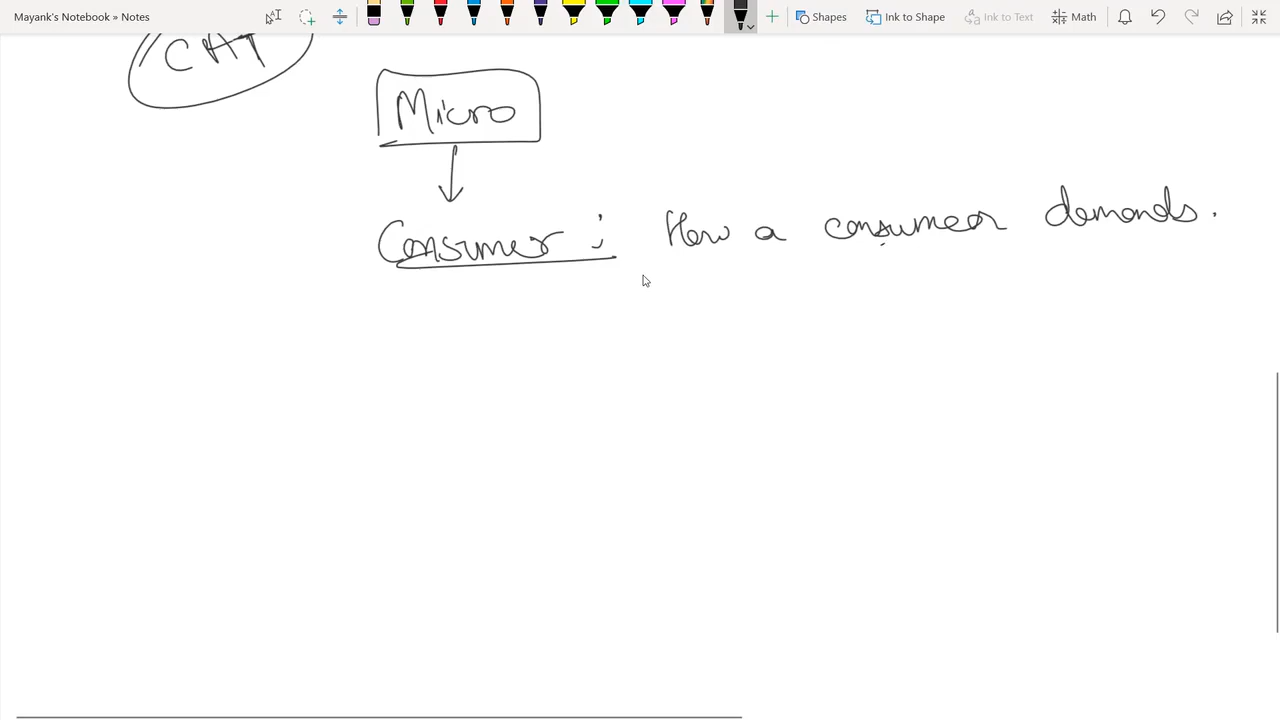 Mayank's Notebook » Notes
Shapes
Ink to Shape
Ink to Text
Math
Micro
Consumer : How a consumer demands.